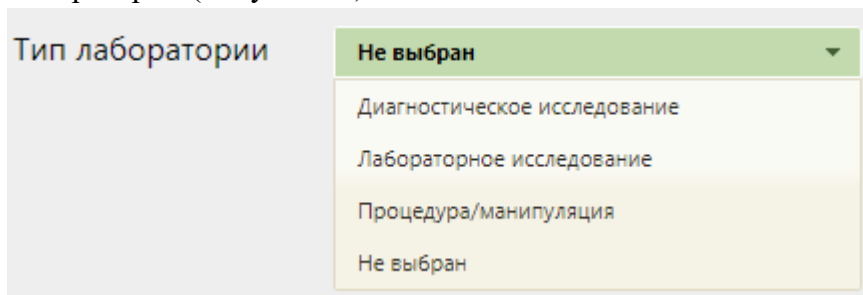 Тип лаборатории
Не выбран
Диагностическое исследование
Лабораторное исследование
Процедура/манипуляция
Не выбран